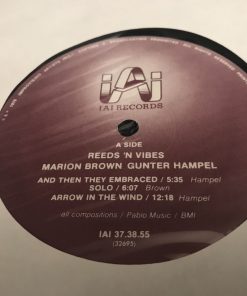 iAi
IAI RECORDS
A SIDE
REEDS 'N VIBES
MARION BROWN GUNTER HAMPEL
AND THEN THEY EMBRACED / 5:35 Hampel
SOLO / 6:07 Brown
ARROW IN THE WIND / 12:18 Hampel
all compositions / Pablo Music / BMI
IAI 37.38.55
(32695)